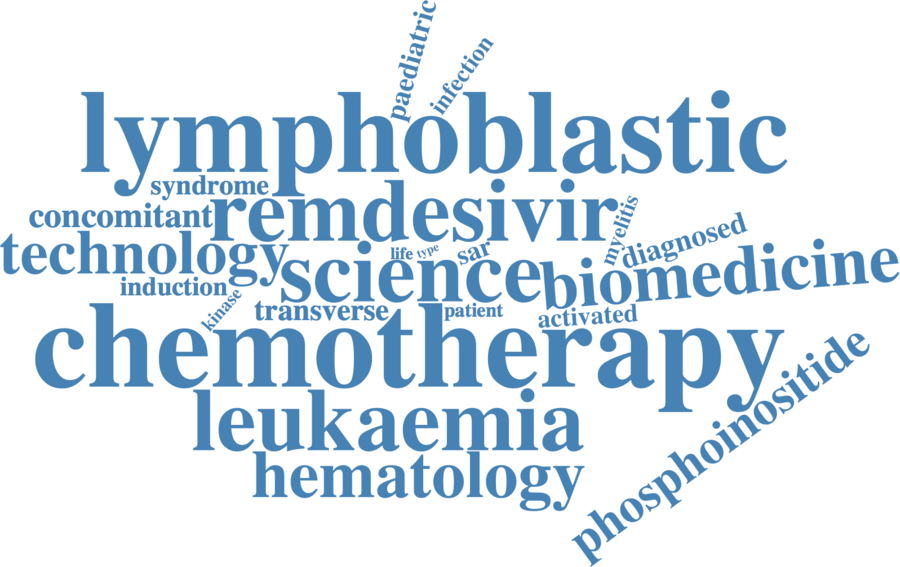 paediatric
infection
lymphoblastic
syndrome
remdesivir
concomitant
myelitis
diagnosed
technology
life
type
sar
science
biomedicine
induction
kinase
transverse
patient
activated
chemotherapy
phosphoinositide
leukaemia
hematology